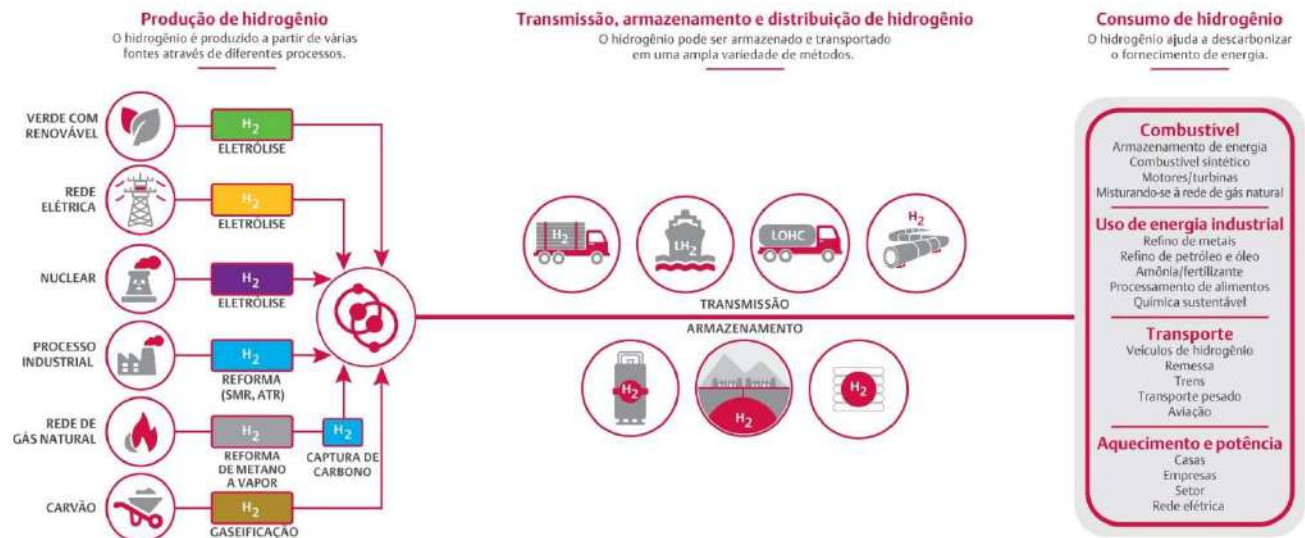 Produção de hidrogênio
O hidrogênio é produzido a partir de várias
fontes através de diferentes processos.
VERDE COM
RENOVÁVEL
H2
ELETRÓLISE
REDE
ELÉTRICA
H2
ELETRÓLISE
NUCLEAR
H2
ELETRÓLISE
PROCESSO
INDUSTRIAL
H2
REFORMA
(SMR, ATR)
REDE DE
GÁS NATURAL
H2
REFORMA
DE METANO
A VAPOR
H2
CAPTURA DE
CARBONO
CARVÃO
H2
GASEIFICAÇÃO
Transmissão, armazenamento e distribuição de hidrogênio
O hidrogênio pode ser armazenado e transportado
em uma ampla variedade de métodos.
H2
LH2
LOHC
H2
TRANSMISSÃO
ARMAZENAMENTO
H2
H2
H2
Consumo de hidrogênio
O hidrogênio ajuda a descarbonizar
o fornecimento de energia.
Combustível
Armazenamento de energia
Combustível sintético
Motores/turbinas
Misturando-se à rede de gás natural
Uso de energia industrial
Refino de metais
Refino de petróleo e óleo
Amônia/fertilizante
Processamento de alimentos
Química sustentável
Transporte
Veículos de hidrogênio
Remessa
Trens
Transporte pesado
Aviação
Aquecimento e potência
Casas
Empresas
Setor
Rede elétrica